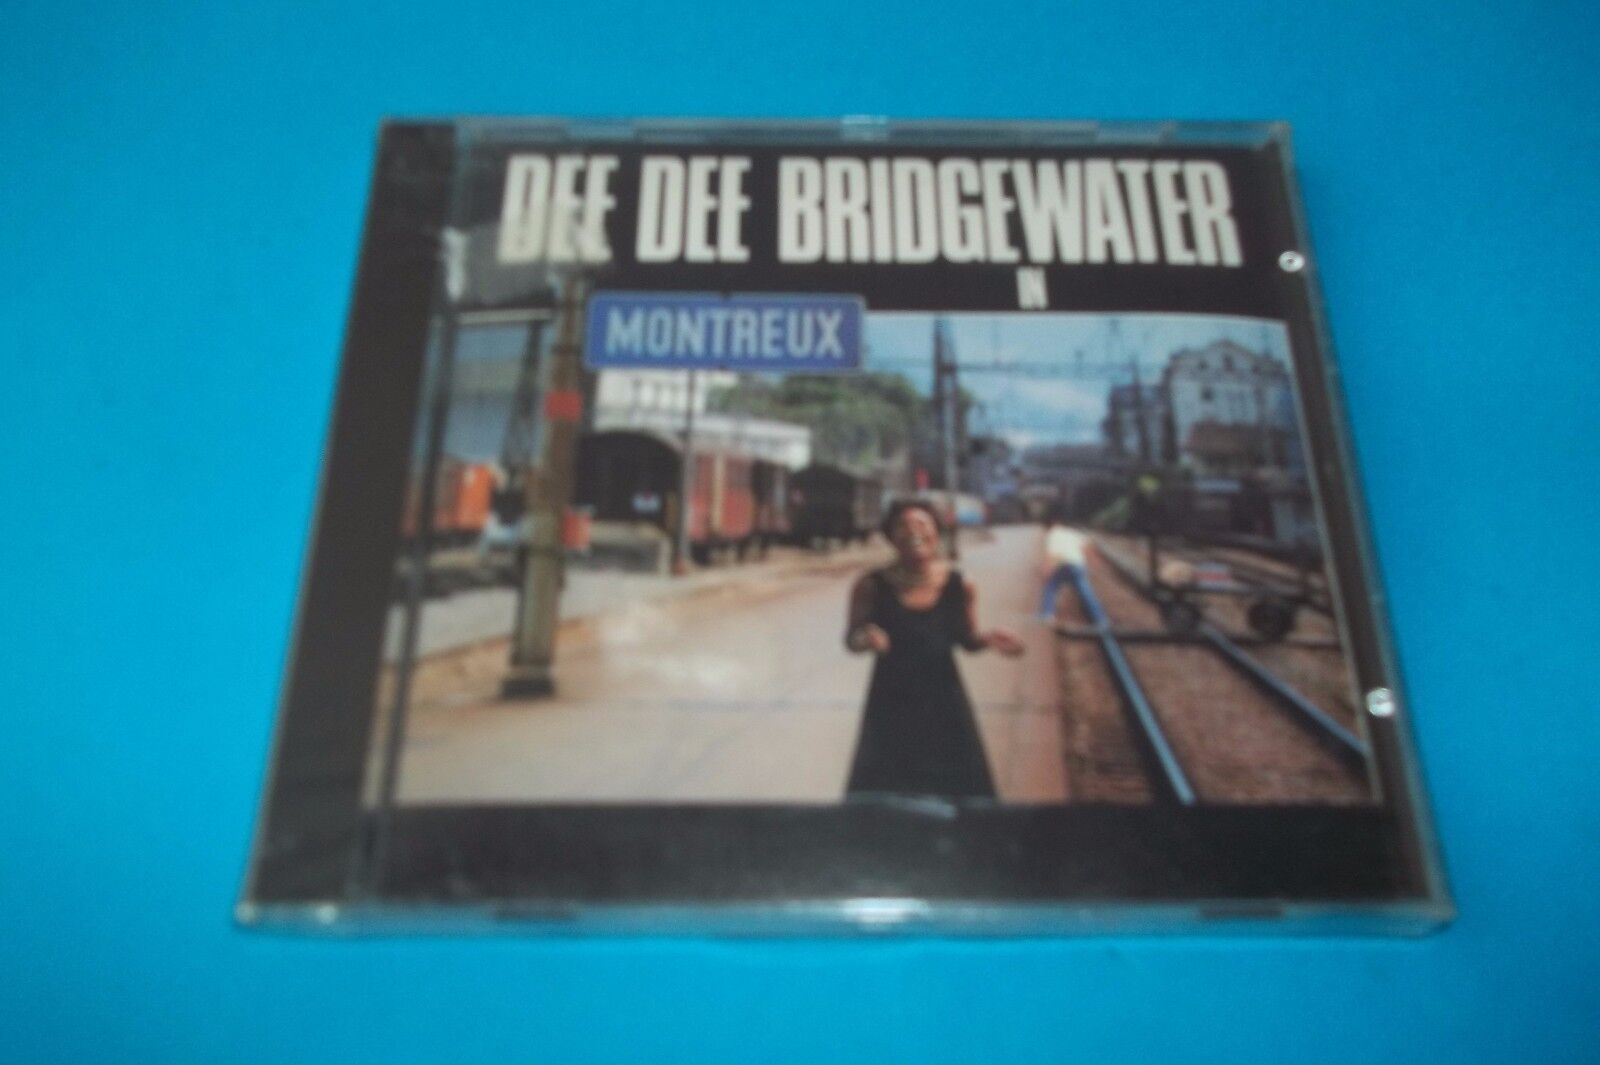 DEE DEE BRIDGEWATER
IN
MONTREUX